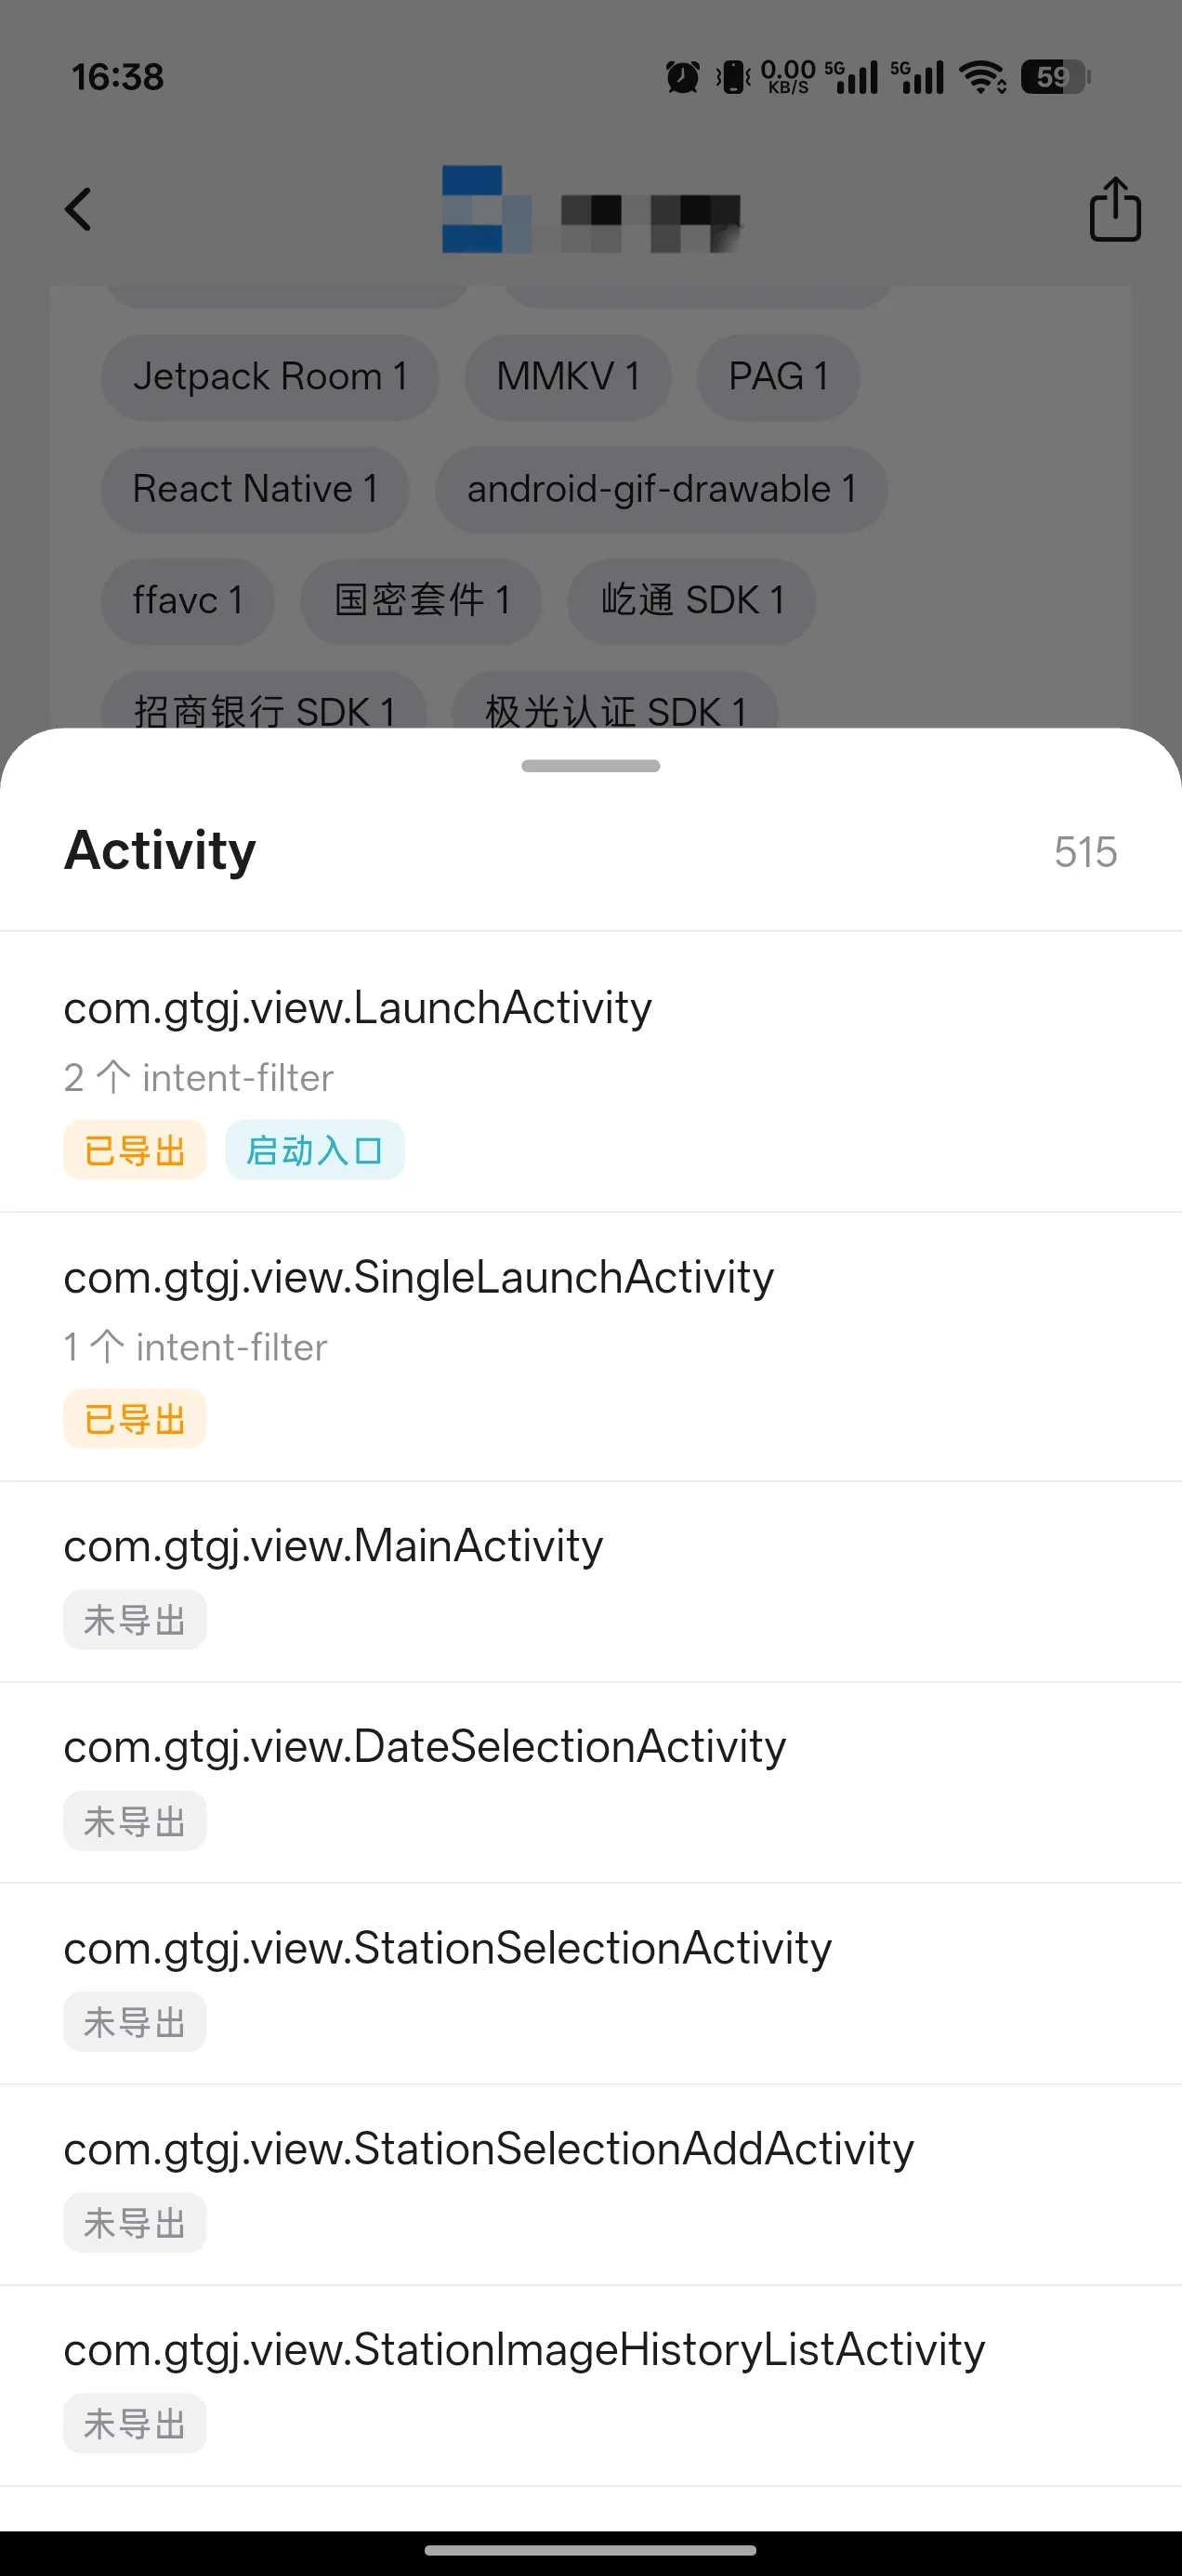 16:38
0.00 KB/S 5G 5G 59
Jetpack Room 1 MMKV 1 PAG 1
React Native 1 android-gif-drawable 1
ffavc 1 国密套件 1 屹通 SDK 1
招商银行 SDK 1 极光认证 SDK 1
Activity 515
com.gtgj.view.LaunchActivity
2 个 intent-filter
已导出 启动入口
com.gtgj.view.SingleLaunchActivity
1 个 intent-filter
已导出
com.gtgj.view.MainActivity
未导出
com.gtgj.view.DateSelectionActivity
未导出
com.gtgj.view.StationSelectionActivity
未导出
com.gtgj.view.StationSelectionAddActivity
未导出
com.gtgj.view.StationImageHistoryListActivity
未导出